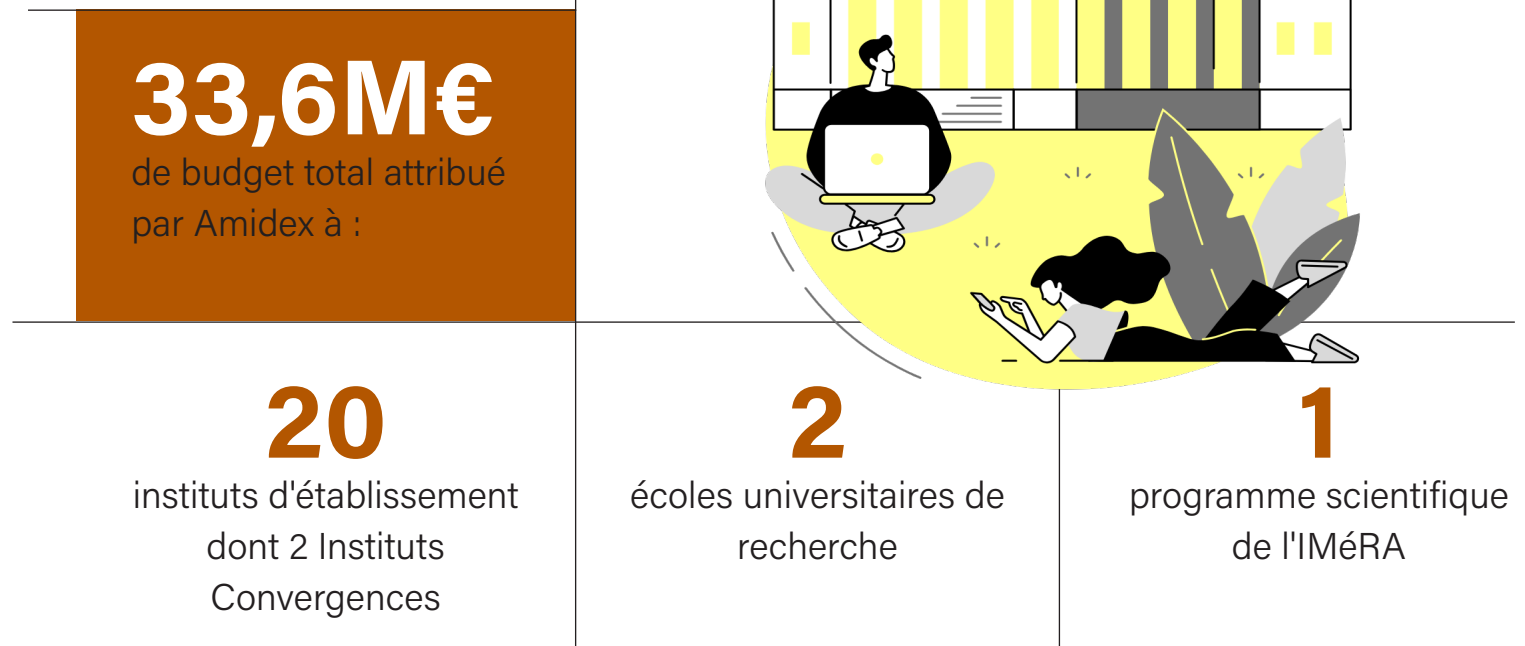 33,6M€
de budget total attribué
par Amidex à :
20
instituts d'établissement
dont 2 Instituts
Convergences
2
écoles universitaires de
recherche
1
programme scientifique
de l'IMéRA